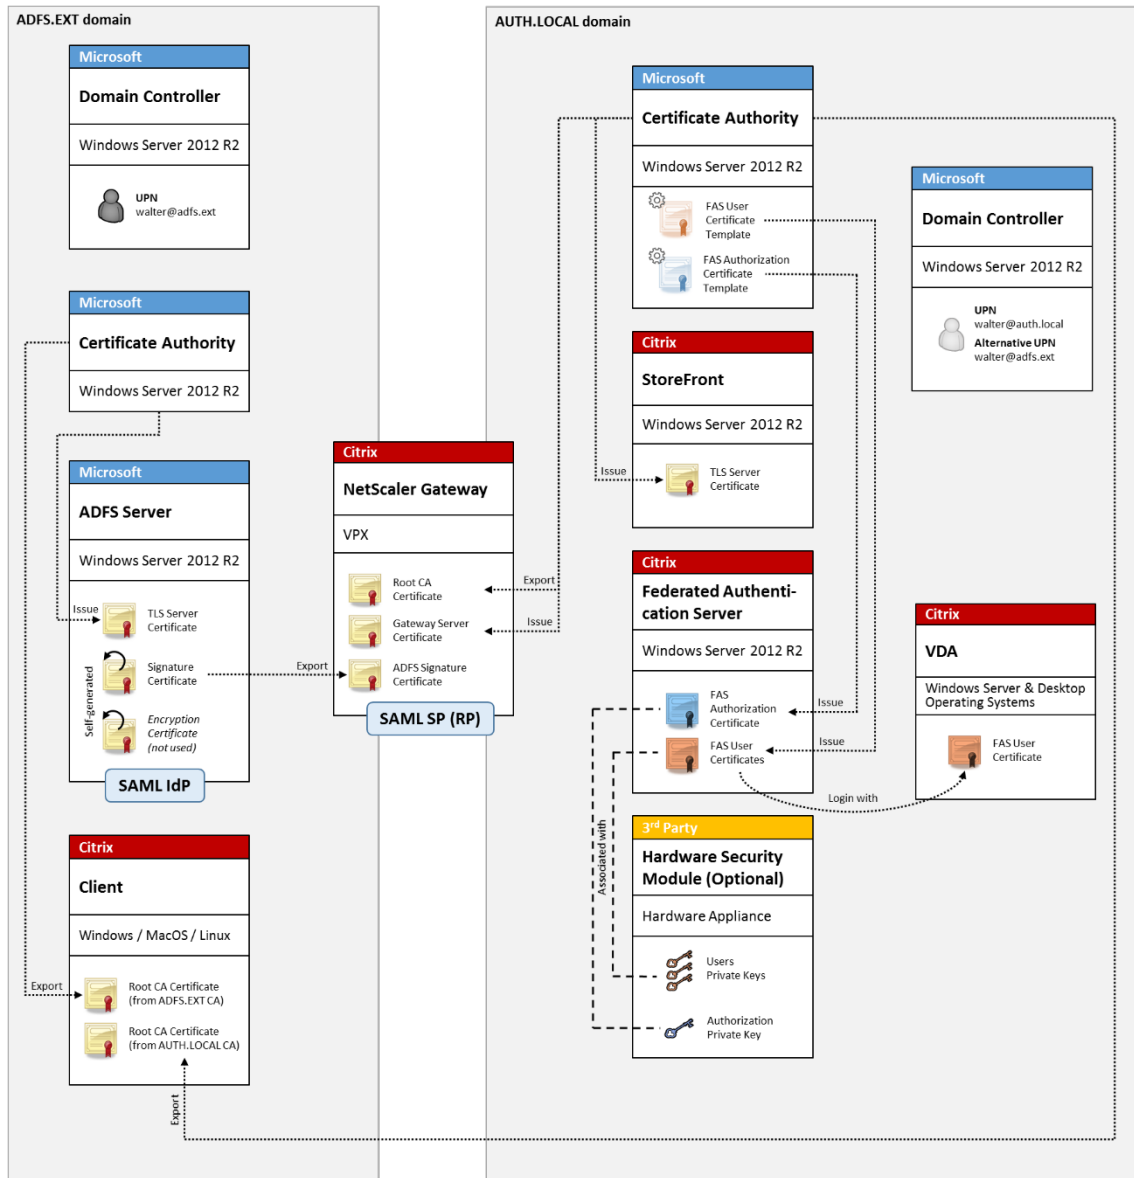 ADFS.EXT domain
Microsoft
Domain Controller
Windows Server 2012 R2
UPN
walter@adfs.ext
Microsoft
Certificate Authority
Windows Server 2012 R2
Microsoft
ADFS Server
Windows Server 2012 R2
Issue
TLS Server
Certificate
Self-generated
Signature
Certificate
Encryption
Certificate
(not used)
SAML IdP
Export
Citrix
Client
Windows / MacOS / Linux
Export
Root CA Certificate
(from ADFS.EXT CA)
Root CA Certificate
(from AUTH.LOCAL CA)
Export
Citrix
NetScaler Gateway
VPX
Root CA
Certificate
Gateway Server
Certificate
ADFS Signature
Certificate
SAML SP (RP)
Export
Issue
AUTH.LOCAL domain
Microsoft
Certificate Authority
Windows Server 2012 R2
FAS User
Certificate
Template
FAS Authorization
Certificate
Template
Citrix
StoreFront
Windows Server 2012 R2
Issue
TLS Server
Certificate
Citrix
Federated Authenti-
cation Server
Windows Server 2012 R2
FAS
Authorization
Certificate
Issue
FAS User
Certificates
Issue
Login with
Associated with
3rd Party
Hardware Security
Module (Optional)
Hardware Appliance
Users
Private Keys
Authorization
Private Key
Microsoft
Domain Controller
Windows Server 2012 R2
UPN
walter@auth.local
Alternative UPN
walter@adfs.ext
Citrix
VDA
Windows Server & Desktop
Operating Systems
FAS User
Certificate